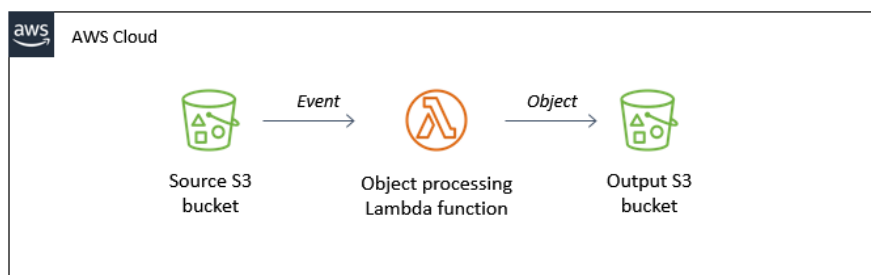 aws
AWS Cloud
Event
Object
Source S3
bucket
Object processing
Lambda function
Output S3
bucket